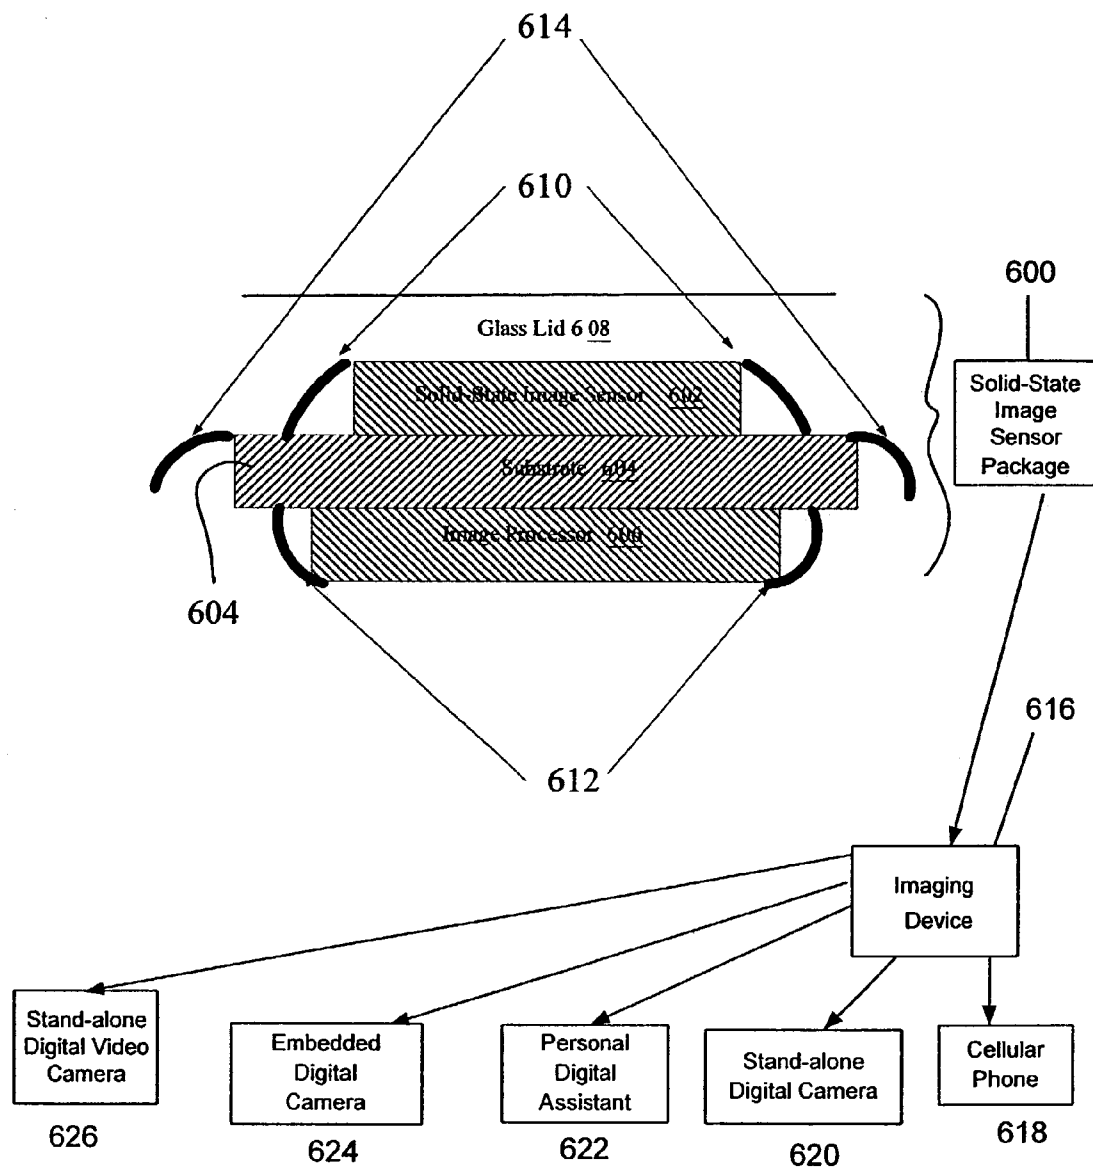 614
610
600
Glass Lid 6 08
Solid-State Image Sensor 602
Solid-State
Image
Sensor
Package
Substrate 604
Image Processor 606
604
616
612
Imaging
Device
Stand-alone
Digital Video
Camera
Embedded
Digital
Camera
Personal
Digital
Assistant
Stand-alone
Digital Camera
Cellular
Phone
626
624
622
620
618